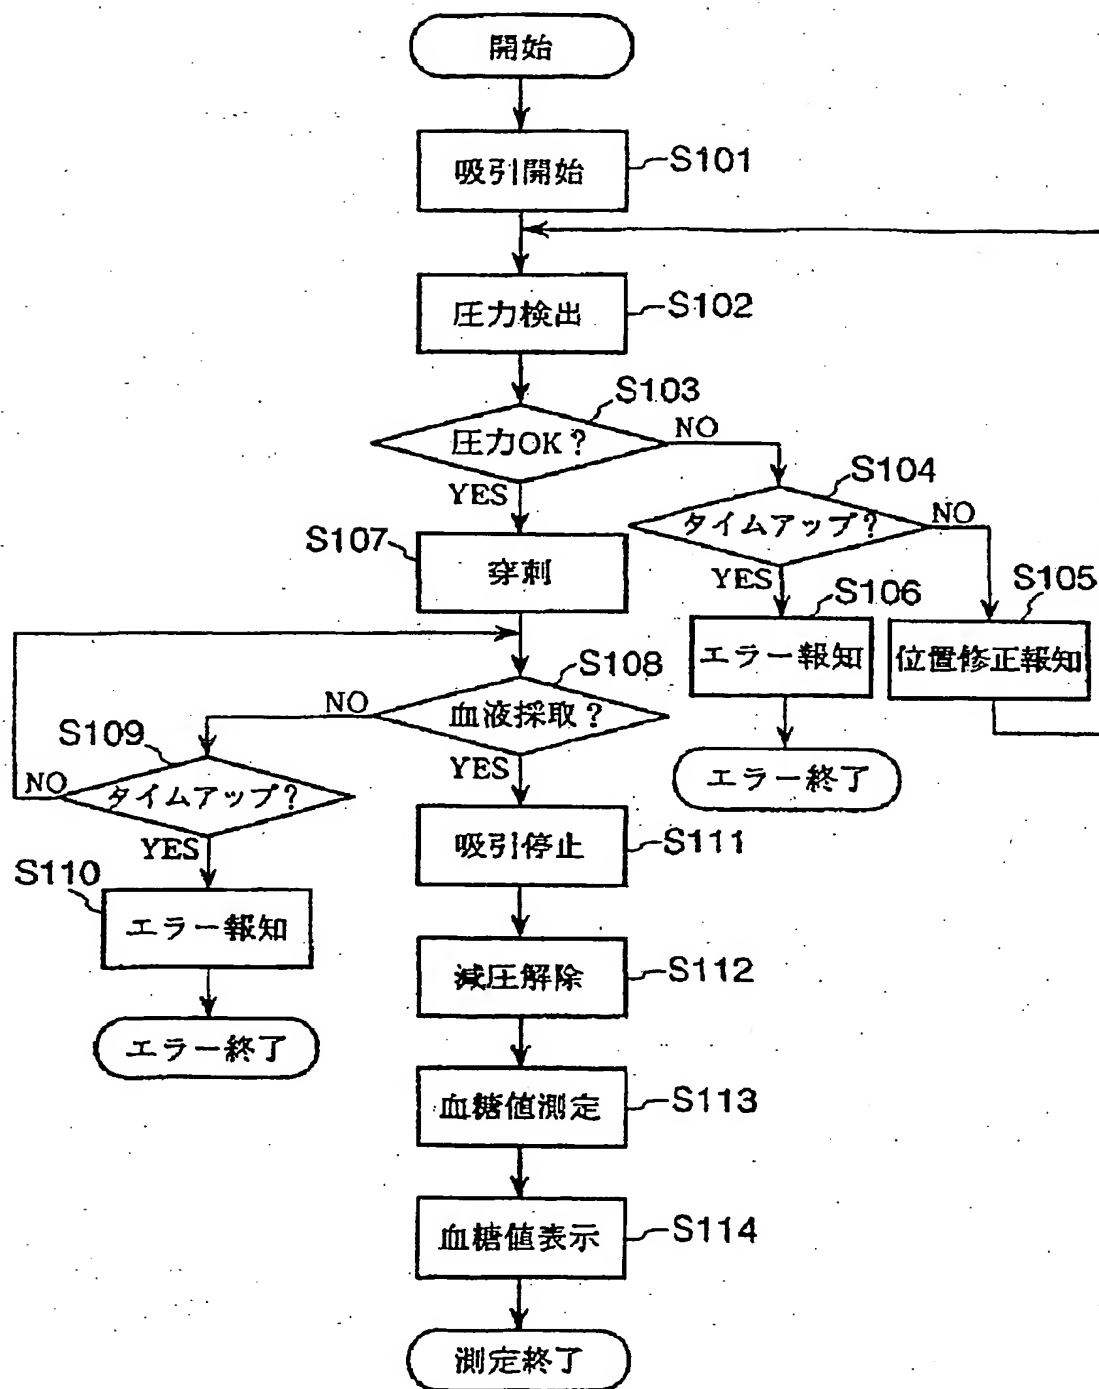 開始
吸引開始
S101
圧力検出
S102
S103
圧力OK?
NO
YES
S104
タイムアップ?
NO
YES
S107
穿刺
S106
エラー報知
S105
位置修正報知
エラー終了
S108
血液採取?
NO
YES
S109
タイムアップ?
NO
YES
S110
エラー報知
エラー終了
吸引停止
S111
減圧解除
S112
血糖値測定
S113
血糖値表示
S114
測定終了